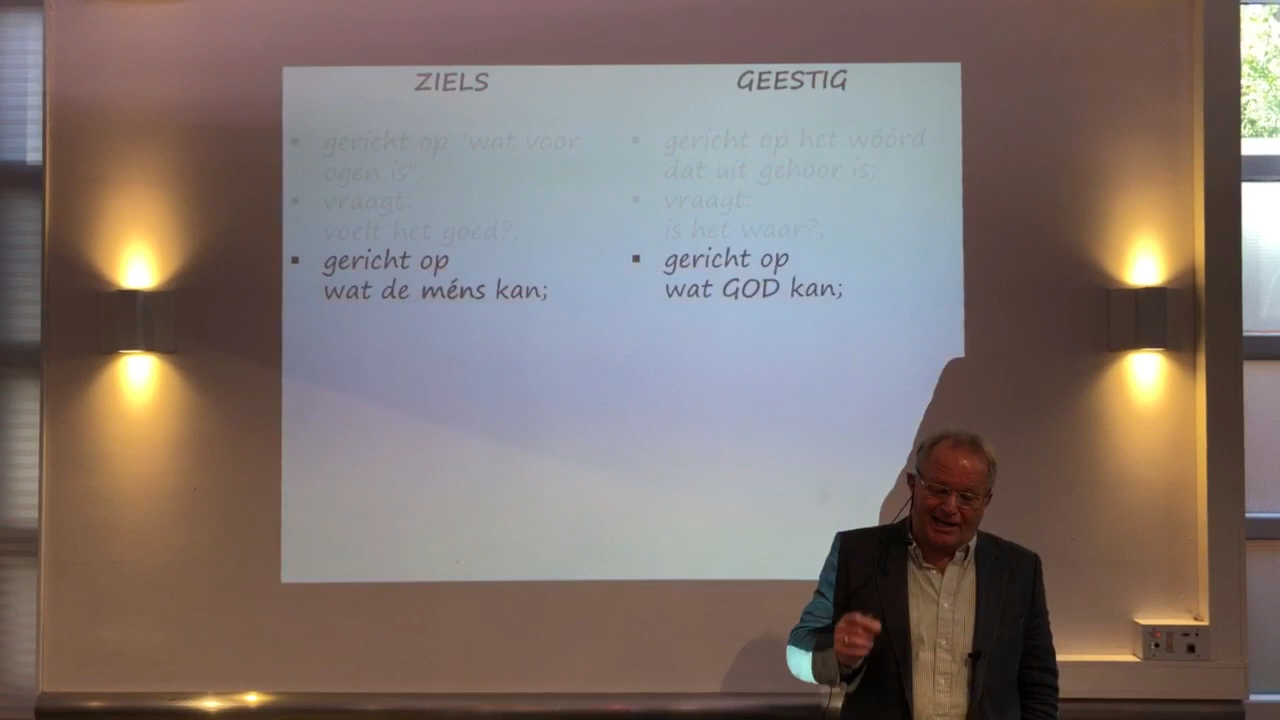 ZIELS
▪ gericht op "wat voor
ogen is";
▪ vraagt:
voelt het goed?;
▪ gericht op
wat de méns kan;
GEESTIG
▪ gericht op het wóórd
dat uit gehoor is;
▪ vraagt:
is het waar?;
▪ gericht op
wat GOD kan;